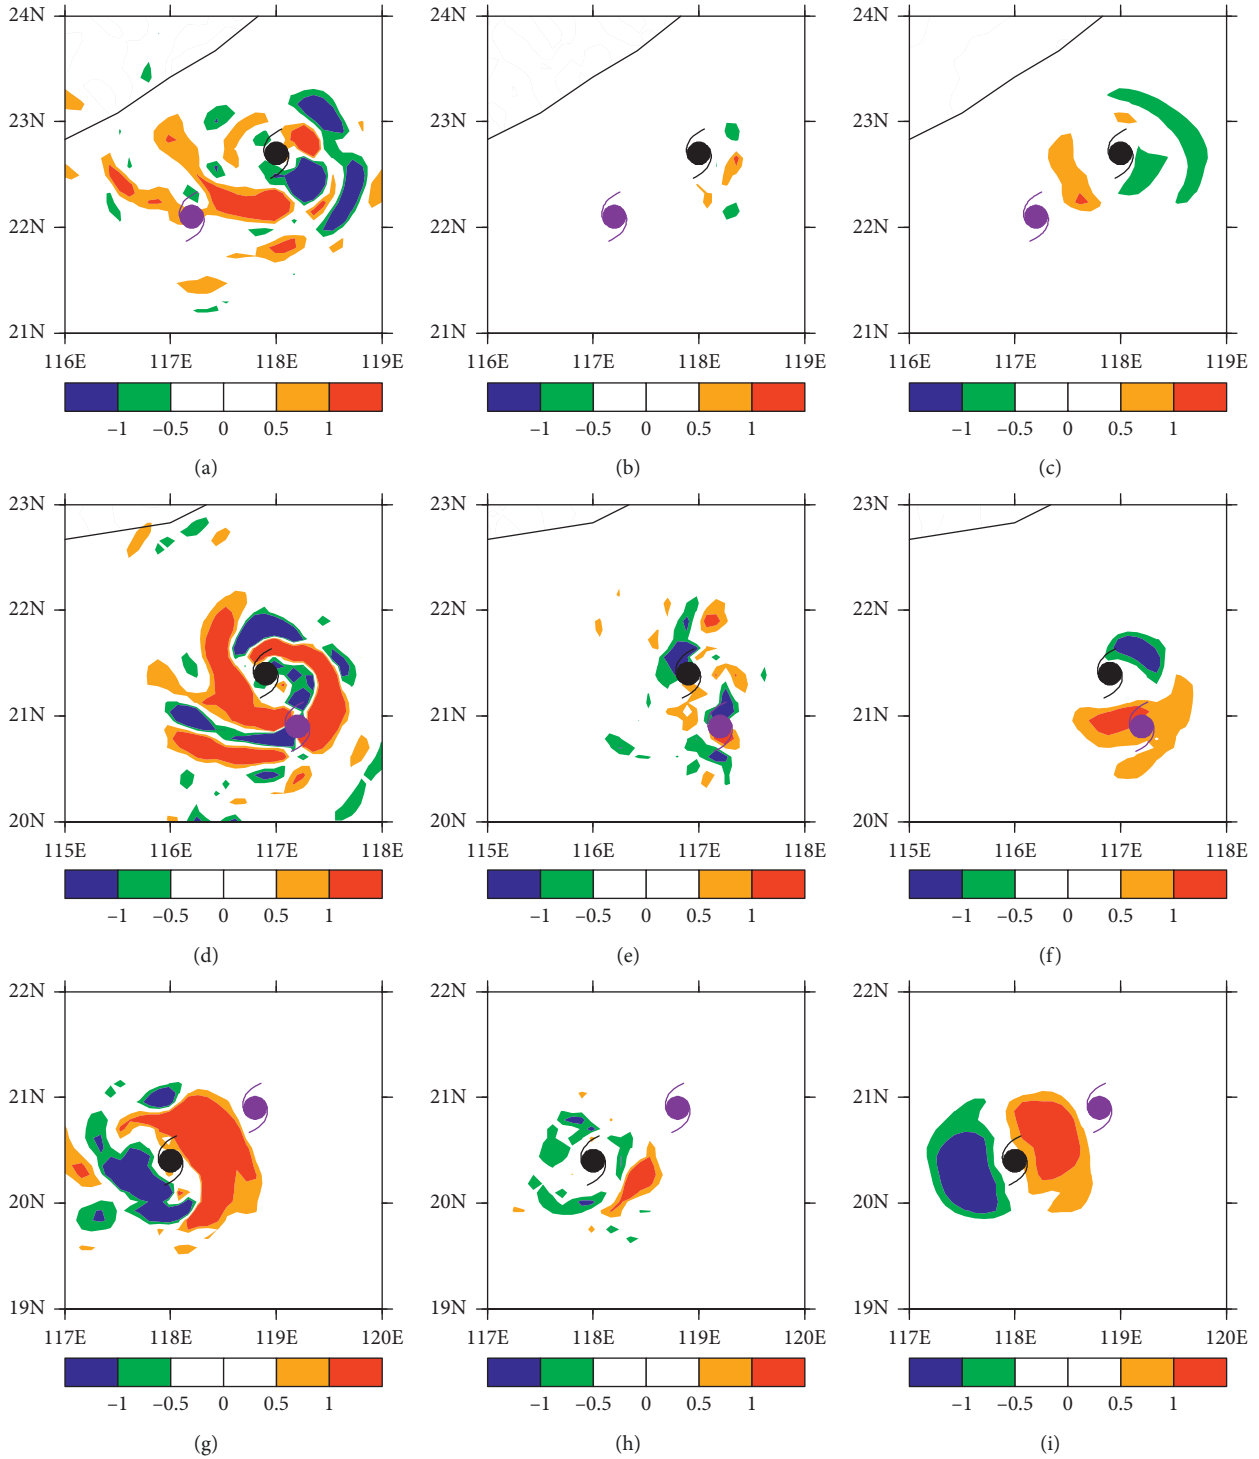 24N 24N 24N
23N 23N 23N
22N 22N 22N
21N 21N 21N
116E 117E 118E 119E 116E 117E 118E 119E 116E 117E 118E 119E
–1 –0.5 0 0.5 1 –1 –0.5 0 0.5 1 –1 –0.5 0 0.5 1
(a) (b) (c)
23N 23N 23N
22N 22N 22N
21N 21N 21N
20N 20N 20N
115E 116E 117E 118E 115E 116E 117E 118E 115E 116E 117E 118E
–1 –0.5 0 0.5 1 –1 –0.5 0 0.5 1 –1 –0.5 0 0.5 1
(d) (e) (f)
22N 22N 22N
21N 21N 21N
20N 20N 20N
19N 19N 19N
117E 118E 119E 120E 117E 118E 119E 120E 117E 118E 119E 120E
–1 –0.5 0 0.5 1 –1 –0.5 0 0.5 1 –1 –0.5 0 0.5 1
(g) (h) (i)